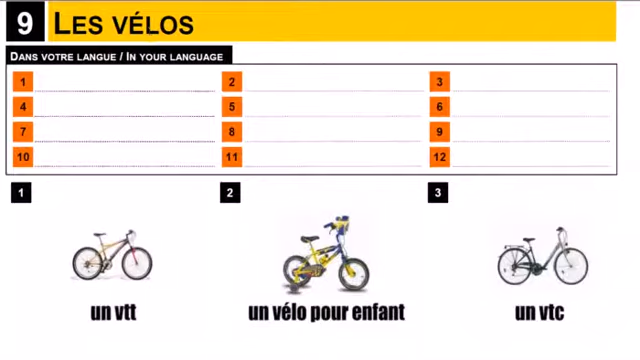 9 LES VÉLOS
DANS VOTRE LANGUE / IN YOUR LANGUAGE
1 2 3
4 5 6
7 8 9
10 11 12
1 2 3
un vtt un vélo pour enfant un vtc